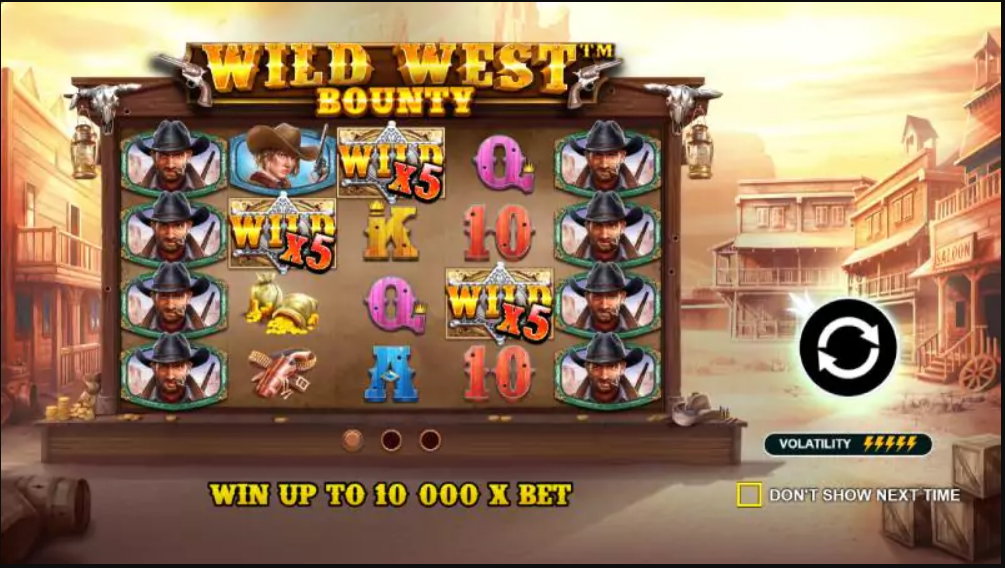 WILD WEST™
BOUNTY
WILD
X5
Q
WILD
X5
K
10
Q
WILD
X5
A
10
SALOON
VOLATILITY
WIN UP TO 10 000 X BET
DON'T SHOW NEXT TIME